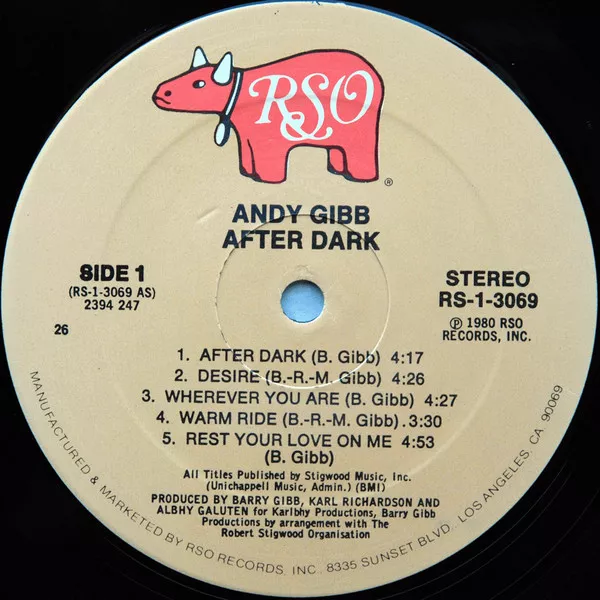 RSO
®
ANDY GIBB
AFTER DARK
SIDE 1
(RS-1-3069 AS)
2394 247
26
STEREO
RS-1-3069
Ⓟ 1980 RSO
RECORDS, INC.
1. AFTER DARK (B. Gibb) 4:17
2. DESIRE (B.-R.-M. Gibb) 4:26
3. WHEREVER YOU ARE (B. Gibb) 4:27
4. WARM RIDE (B.-R.-M. Gibb) .3:30
5. REST YOUR LOVE ON ME 4:53
(B. Gibb)
All Titles Published by Stigwood Music, Inc.
(Unichappell Music, Admin.) (BMI)
PRODUCED BY BARRY GIBB, KARL RICHARDSON AND
ALBHY GALUTEN for Karlbhy Productions, Barry Gibb
Productions by arrangement with The
Robert Stigwood Organisation
MANUFACTURED & MARKETED BY RSO RECORDS, INC. 8335 SUNSET BLVD., LOS ANGELES, CA. 90069